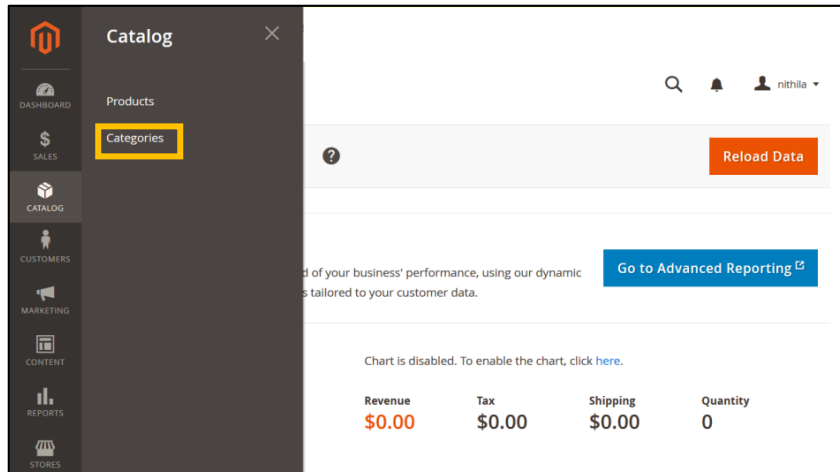 DASHBOARD
SALES
CATALOG
CUSTOMERS
MARKETING
CONTENT
REPORTS
STORES
Catalog
Products
Categories
nithila
Reload Data
d of your business' performance, using our dynamic
s tailored to your customer data.
Go to Advanced Reporting
Chart is disabled. To enable the chart, click here.
Revenue Tax Shipping Quantity
$0.00 $0.00 $0.00 0